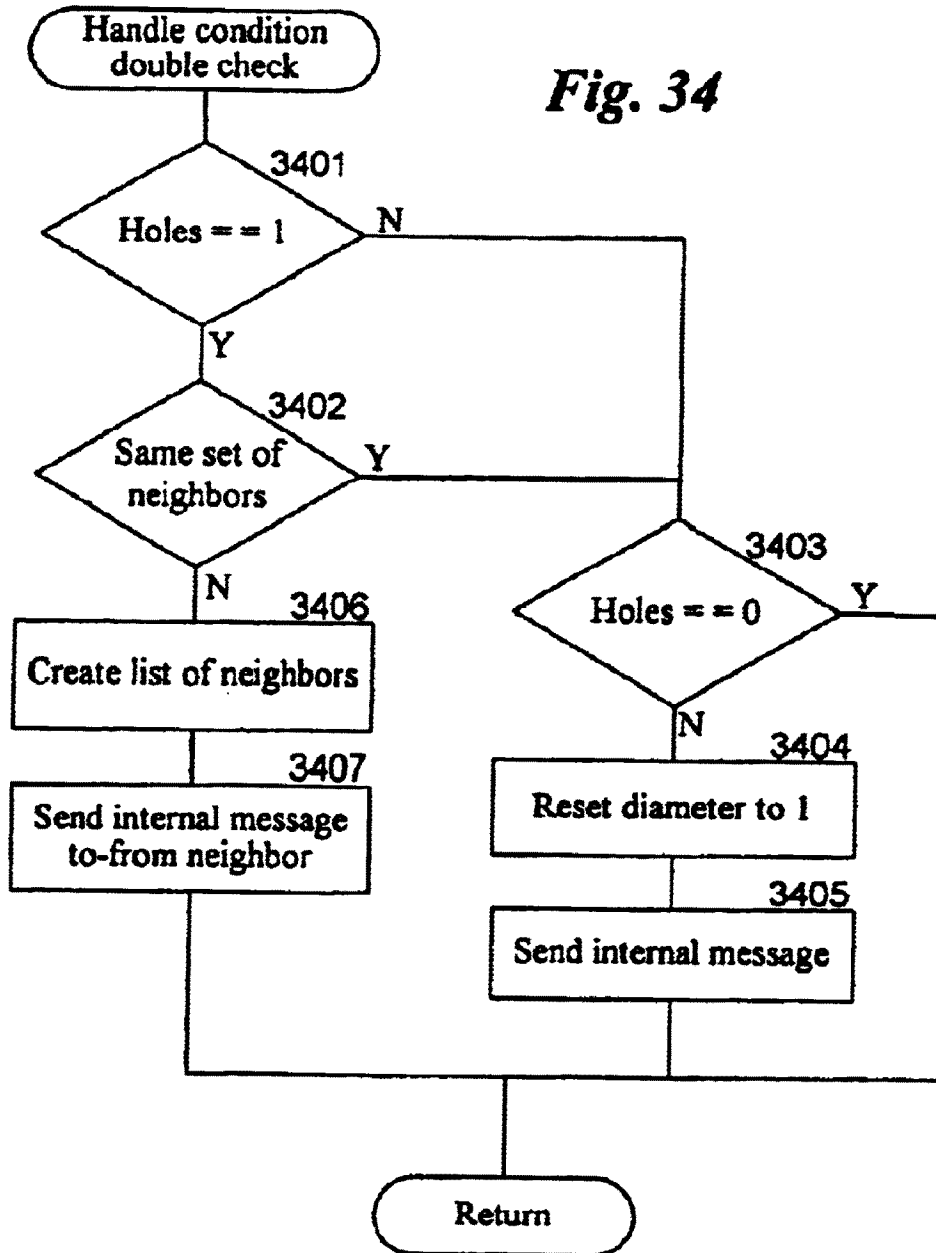 Handle condition
double check
Fig. 34
3401
Holes = = 1
N
Y
3402
Same set of
neighbors
Y
N
3403
Holes = = 0
Y
N
3406
Create list of neighbors
3404
Reset diameter to 1
3407
Send internal message
to-from neighbor
3405
Send internal message
Return